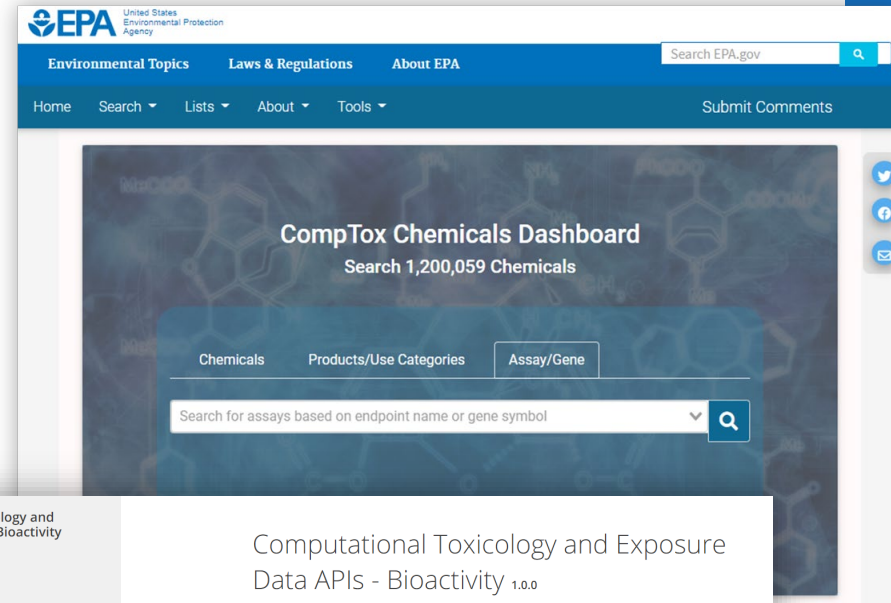 EPA United States
Environmental Protection
Agency
Environmental Topics Laws & Regulations About EPA Search EPA.gov
Home Search Lists About Tools Submit Comments
CompTox Chemicals Dashboard
Search 1,200,059 Chemicals
Chemicals Products/Use Categories Assay/Gene
Search for assays based on endpoint name or gene symbol
logy and
Bioactivity
Computational Toxicology and Exposure
Data APIs - Bioactivity 1.0.0